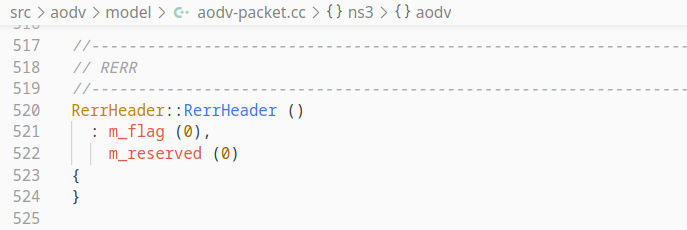 src > aodv > model > aodv-packet.cc > {} ns3 > {} aodv
516
517 //----------------------------------------------------------------
518 // RERR
519 //----------------------------------------------------------------
520 RerrHeader::RerrHeader ()
521 : m_flag (0),
522 m_reserved (0)
523 {
524 }
525